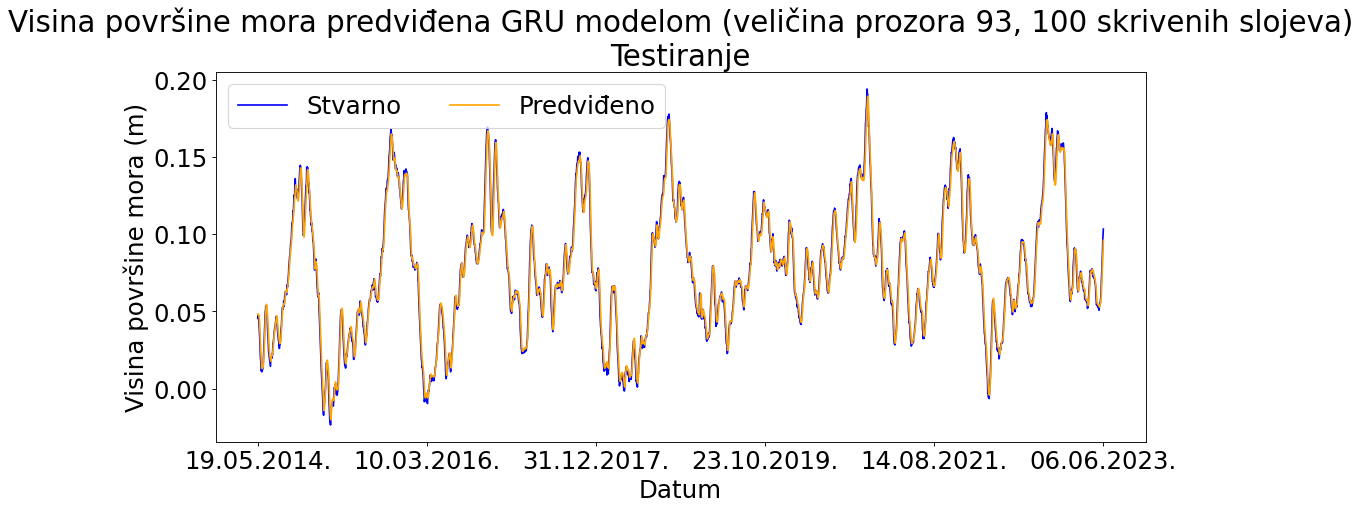 Visina površine mora predviđena GRU modelom (veličina prozora 93, 100 skrivenih slojeva)
Testiranje
Stvarno
Predviđeno
Visina površine mora (m)
0.20
0.15
0.10
0.05
0.00
19.05.2014.
10.03.2016.
31.12.2017.
23.10.2019.
14.08.2021.
06.06.2023.
Datum